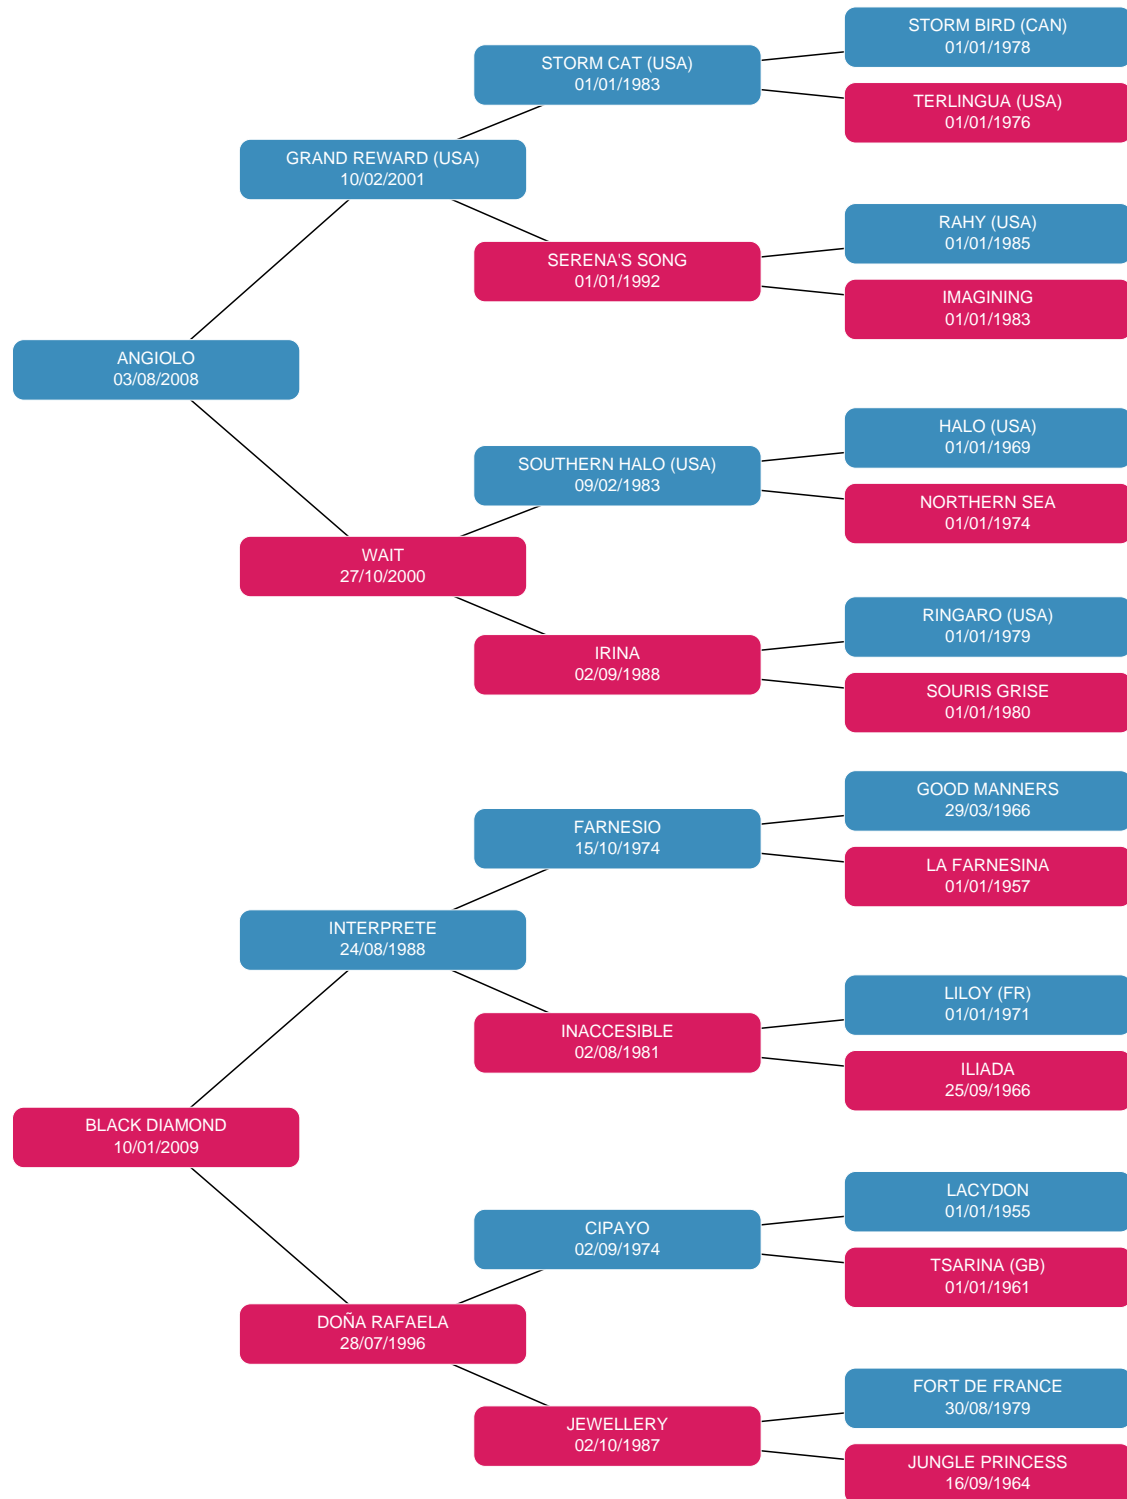 STORM BIRD (CAN)
01/01/1978
STORM CAT (USA)
01/01/1983
TERLINGUA (USA)
01/01/1976
GRAND REWARD (USA)
10/02/2001
RAHY (USA)
01/01/1985
SERENA'S SONG
01/01/1992
IMAGINING
01/01/1983
ANGIOLO
03/08/2008
HALO (USA)
01/01/1969
SOUTHERN HALO (USA)
09/02/1983
NORTHERN SEA
01/01/1974
WAIT
27/10/2000
RINGARO (USA)
01/01/1979
IRINA
02/09/1988
SOURIS GRISE
01/01/1980
GOOD MANNERS
29/03/1966
FARNESIO
15/10/1974
LA FARNESINA
01/01/1957
INTERPRETE
24/08/1988
LILOY (FR)
01/01/1971
INACCESIBLE
02/08/1981
ILIADA
25/09/1966
BLACK DIAMOND
10/01/2009
LACYDON
01/01/1955
CIPAYO
02/09/1974
TSARINA (GB)
01/01/1961
DOÑA RAFAELA
28/07/1996
FORT DE FRANCE
30/08/1979
JEWELLERY
02/10/1987
JUNGLE PRINCESS
16/09/1964